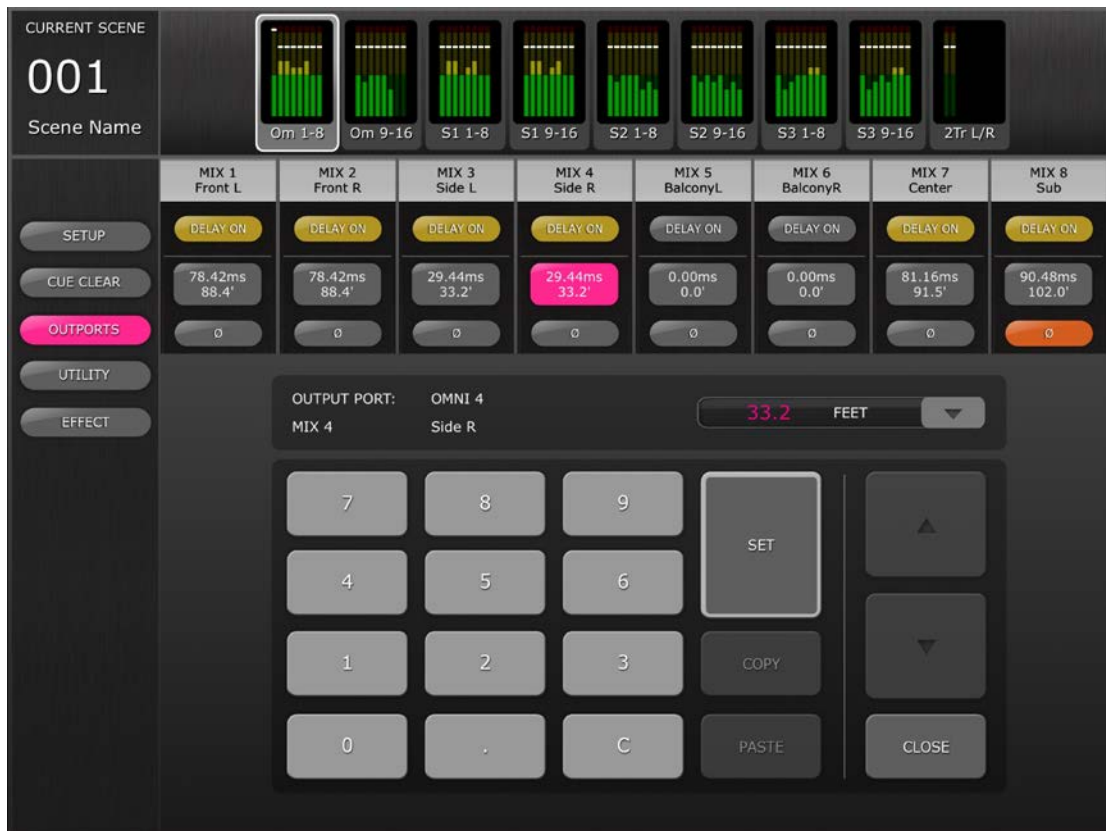 CURRENT SCENE
001
Scene Name
Om 1-8 Om 9-16 S1 1-8 S1 9-16 S2 1-8 S2 9-16 S3 1-8 S3 9-16 2Tr L/R
MIX 1 MIX 2 MIX 3 MIX 4 MIX 5 MIX 6 MIX 7 MIX 8
Front L Front R Side L Side R BalconyL BalconyR Center Sub
SETUP
CUE CLEAR
OUTPORTS
UTILITY
EFFECT
DELAY ON DELAY ON DELAY ON DELAY ON DELAY ON DELAY ON DELAY ON DELAY ON
78.42ms 78.42ms 29.44ms 29.44ms 0.00ms 0.00ms 81.16ms 90.48ms
88.4' 88.4' 33.2' 33.2' 0.0' 0.0' 91.5' 102.0'
Ø Ø Ø Ø Ø Ø Ø Ø
OUTPUT PORT: OMNI 4
MIX 4 Side R
33.2 FEET
7 8 9
SET
4 5 6
1 2 3
COPY
0 . C
PASTE
CLOSE